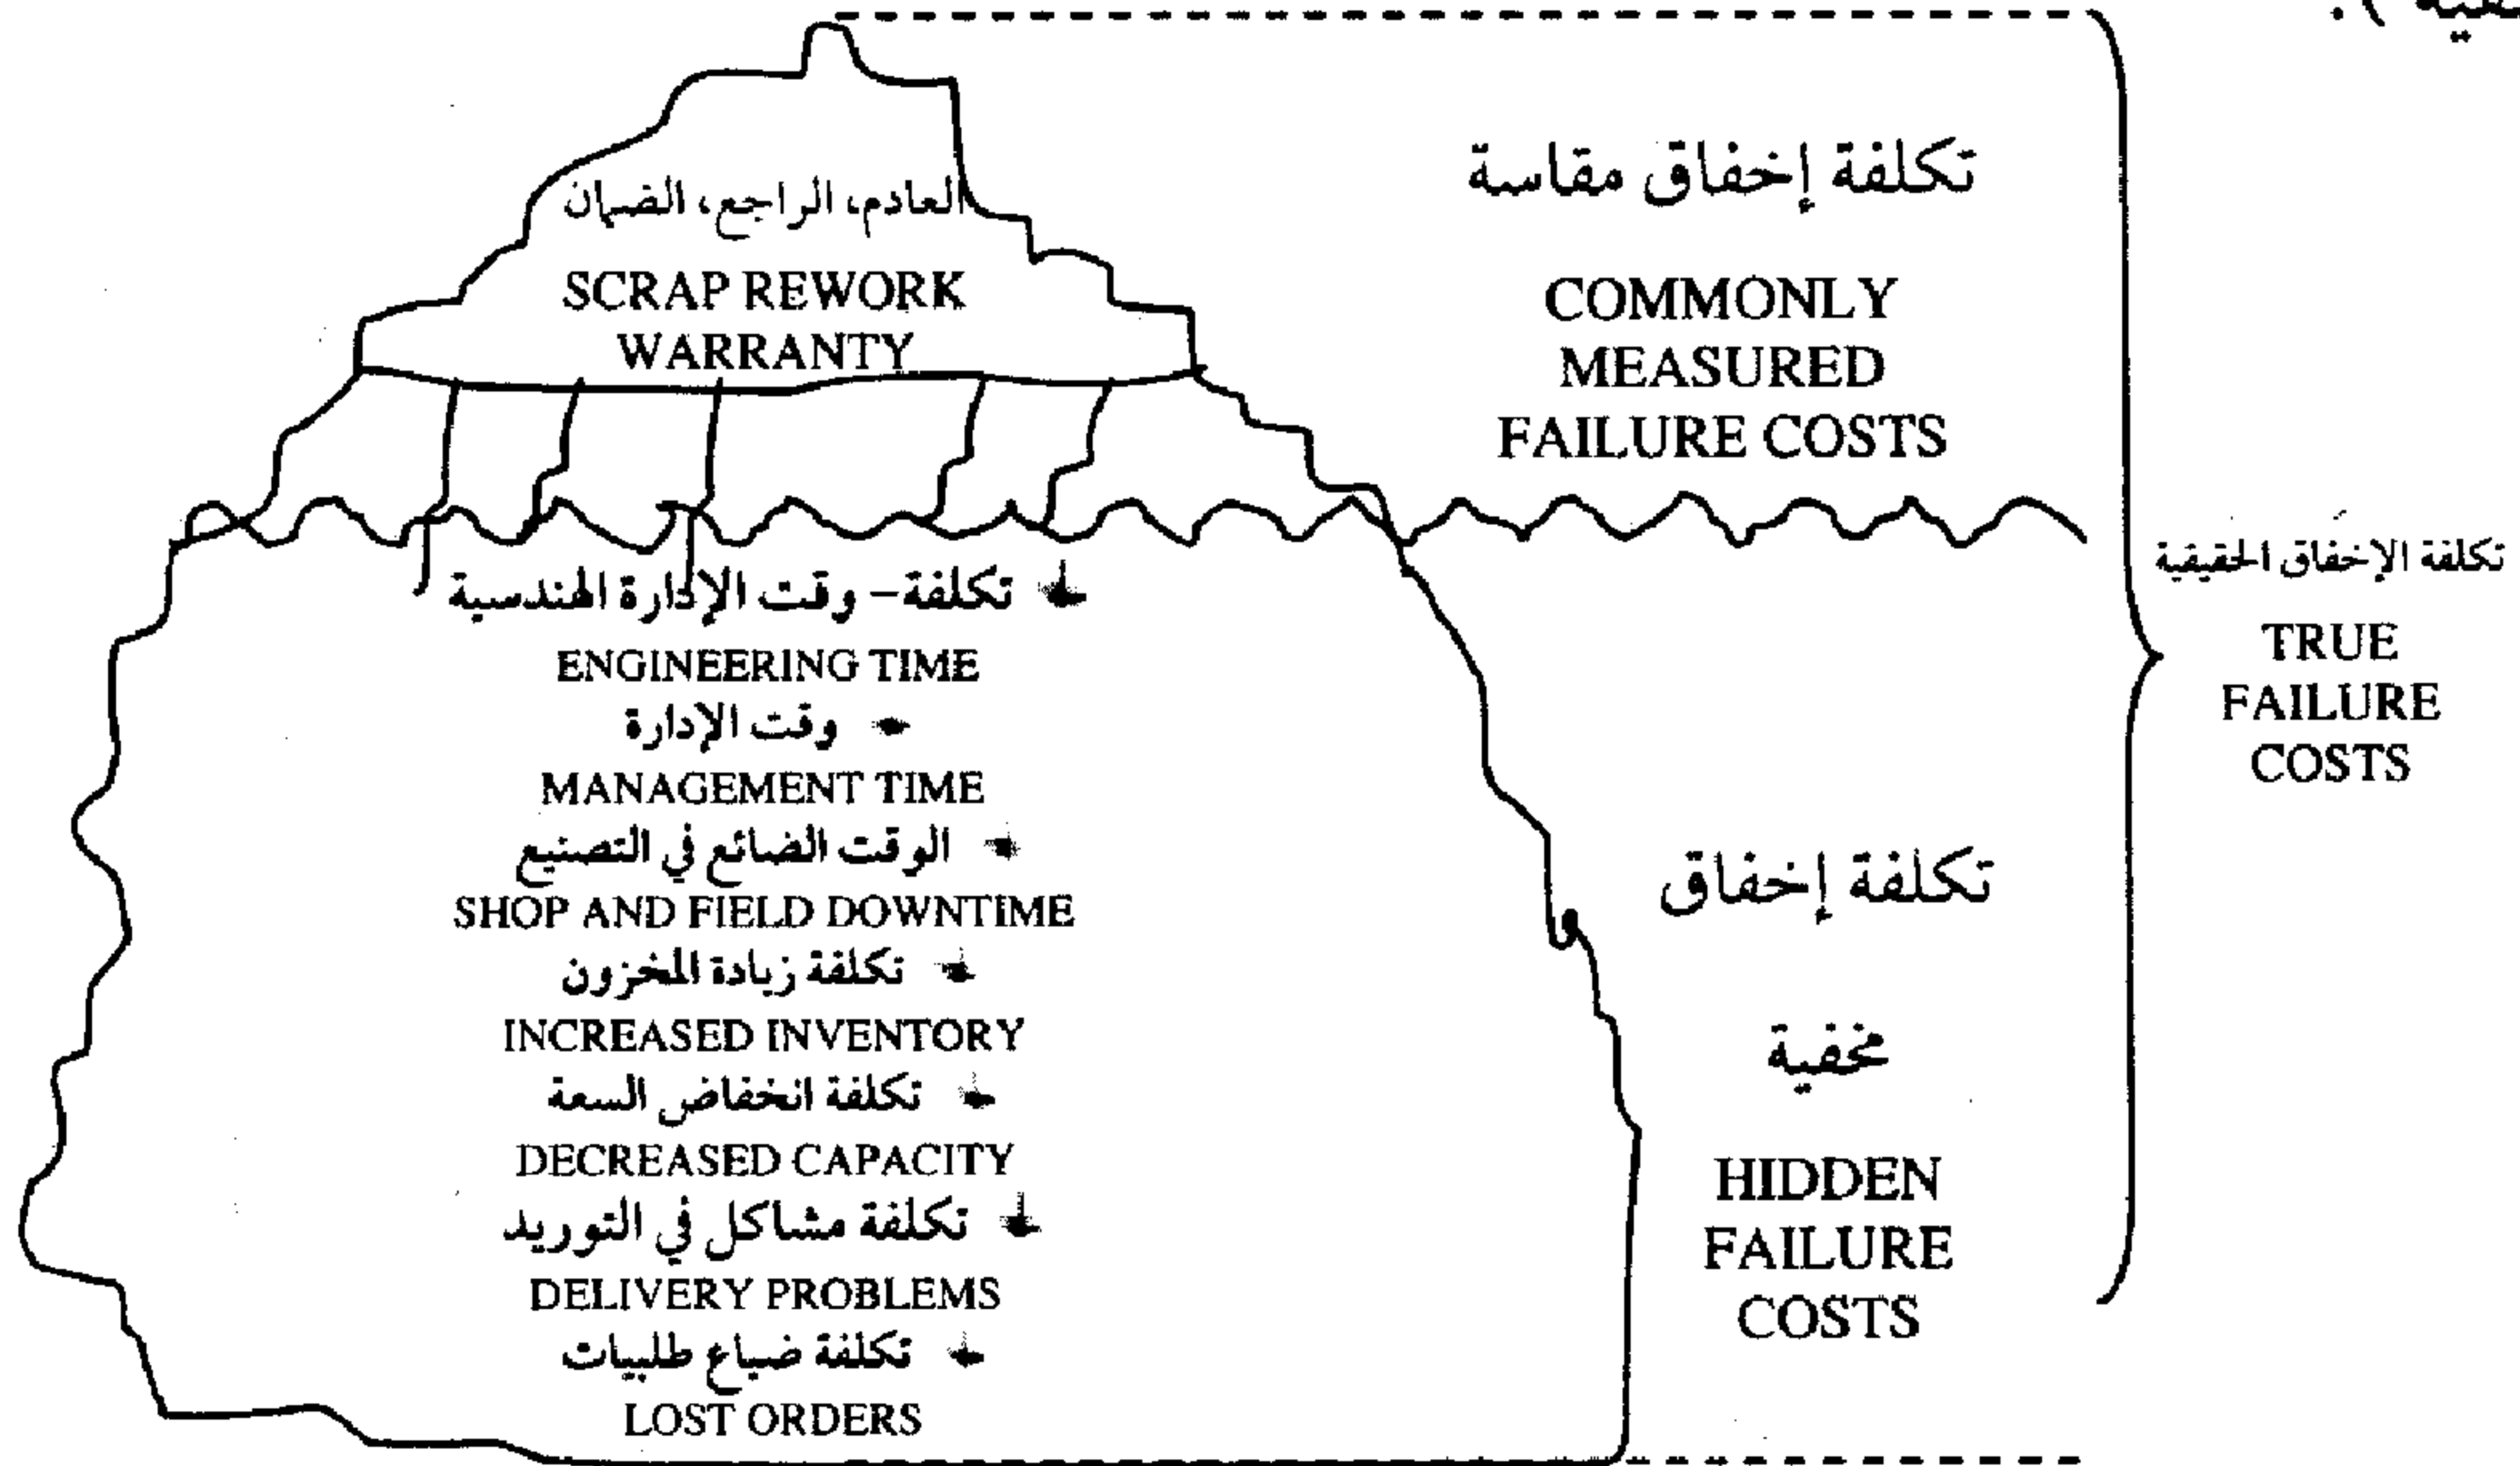 العادم، الراجع، الضمان
SCRAP REWORK
WARRANTY
تكلفة إخفاق مقاسة
COMMONLY
MEASURED
FAILURE COSTS
تكلفة – وقت الإدارة الهندسية
ENGINEERING TIME
وقت الإدارة
MANAGEMENT TIME
الوقت الضائع في التصنيع
SHOP AND FIELD DOWNTIME
تكلفة زيادة المخزون
INCREASED INVENTORY
تكلفة انخفاض السعة
DECREASED CAPACITY
تكلفة مشاكل في التوريد
DELIVERY PROBLEMS
تكلفة ضياع طلبيات
LOST ORDERS
تكلفة إخفاق
مخفية
HIDDEN
FAILURE
COSTS
تكلفة الإخفاق الحقيقية
TRUE
FAILURE
COSTS